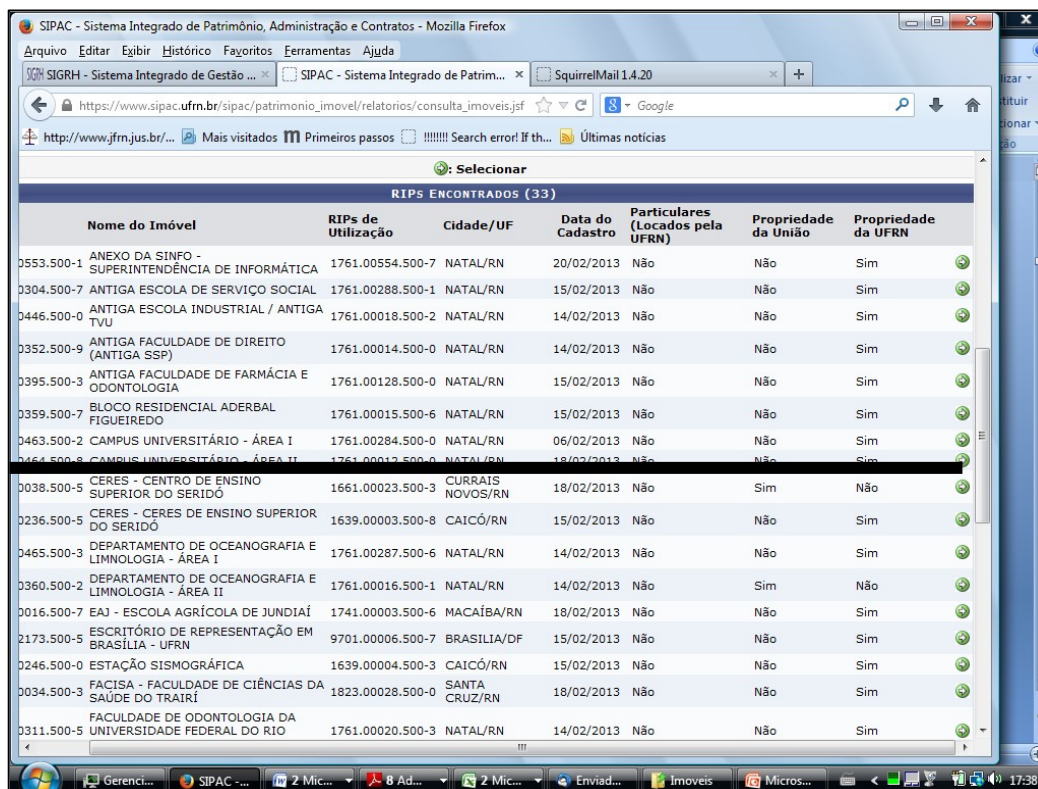 SIPAC - Sistema Integrado de Patrimônio, Administração e Contratos - Mozilla Firefox
Arquivo Editar Exibir Histórico Favoritos Ferramentas Ajuda
SIGRH - Sistema Integrado de Gestão ... SIPAC - Sistema Integrado de Patrim... SquirrelMail 1.4.20
https://www.sipac.ufrn.br/sipac/patrimonio_imovel/relatorios/consulta_imoveis.jsf Google
http://www.jfrn.jus.br/... Mais visitados Primeiros passos !!!!!!!! Search error! If th... Últimas notícias
: Selecionar
RIPS ENCONTRADOS (33)
Nome do Imóvel RIPs de Utilização Cidade/UF Data do Cadastro Particulares (Locados pela UFRN) Propriedade da União Propriedade da UFRN
0553.500-1 ANEXO DA SINFO - SUPERINTENDÊNCIA DE INFORMÁTICA 1761.00554.500-7 NATAL/RN 20/02/2013 Não Não Sim
0304.500-7 ANTIGA ESCOLA DE SERVIÇO SOCIAL 1761.00288.500-1 NATAL/RN 15/02/2013 Não Não Sim
0446.500-0 ANTIGA ESCOLA INDUSTRIAL / ANTIGA TVU 1761.00018.500-2 NATAL/RN 14/02/2013 Não Não Sim
0352.500-9 ANTIGA FACULDADE DE DIREITO (ANTIGA SSP) 1761.00014.500-0 NATAL/RN 14/02/2013 Não Não Sim
0395.500-3 ANTIGA FACULDADE DE FARMÁCIA E ODONTOLOGIA 1761.00128.500-0 NATAL/RN 15/02/2013 Não Não Sim
0359.500-7 BLOCO RESIDENCIAL ADERBAL FIGUEIREDO 1761.00015.500-6 NATAL/RN 15/02/2013 Não Não Sim
0463.500-2 CAMPUS UNIVERSITÁRIO - ÁREA I 1761.00284.500-0 NATAL/RN 06/02/2013 Não Não Sim
0464.500-8 CAMPUS UNIVERSITÁRIO - ÁREA II 1761.00012.500-0 NATAL/RN 18/02/2013 Não Não Sim
0038.500-5 CERES - CENTRO DE ENSINO SUPERIOR DO SERIDÓ 1661.00023.500-3 CURRAIS NOVOS/RN 18/02/2013 Não Sim Não
0236.500-5 CERES - CERES DE ENSINO SUPERIOR DO SERIDÓ 1639.00003.500-8 CAICÓ/RN 15/02/2013 Não Não Sim
0465.500-3 DEPARTAMENTO DE OCEANOGRAFIA E LIMNOLOGIA - ÁREA I 1761.00287.500-6 NATAL/RN 14/02/2013 Não Não Sim
0360.500-2 DEPARTAMENTO DE OCEANOGRAFIA E LIMNOLOGIA - ÁREA II 1761.00016.500-1 NATAL/RN 14/02/2013 Não Sim Não
0016.500-7 EAJ - ESCOLA AGRÍCOLA DE JUNDIAÍ 1741.00003.500-6 MACAÍBA/RN 18/02/2013 Não Não Sim
2173.500-5 ESCRITÓRIO DE REPRESENTAÇÃO EM BRASÍLIA - UFRN 9701.00006.500-7 BRASILIA/DF 15/02/2013 Não Não Sim
0246.500-0 ESTAÇÃO SISMOGRÁFICA 1639.00004.500-3 CAICÓ/RN 15/02/2013 Não Não Sim
0034.500-3 FACISA - FACULDADE DE CIÊNCIAS DA SAÚDE DO TRAIRÍ 1823.00028.500-0 SANTA CRUZ/RN 18/02/2013 Não Não Sim
0311.500-5 FACULDADE DE ODONTOLOGIA DA UNIVERSIDADE FEDERAL DO RIO 1761.00020.500-3 NATAL/RN 14/02/2013 Não Não Sim
Gerenci... SIPAC -... 2 Mic... 8 Ad... 2 Mic... Enviad... Imoveis Micros... 17:38